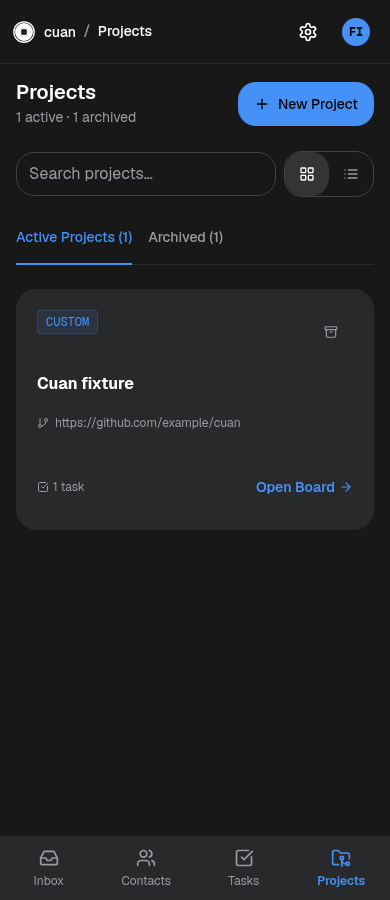 cuan / Projects
FI
Projects
1 active · 1 archived
New Project
Search projects…
Active Projects (1)
Archived (1)
CUSTOM
Cuan fixture
https://github.com/example/cuan
1 task
Open Board
Inbox
Contacts
Tasks
Projects